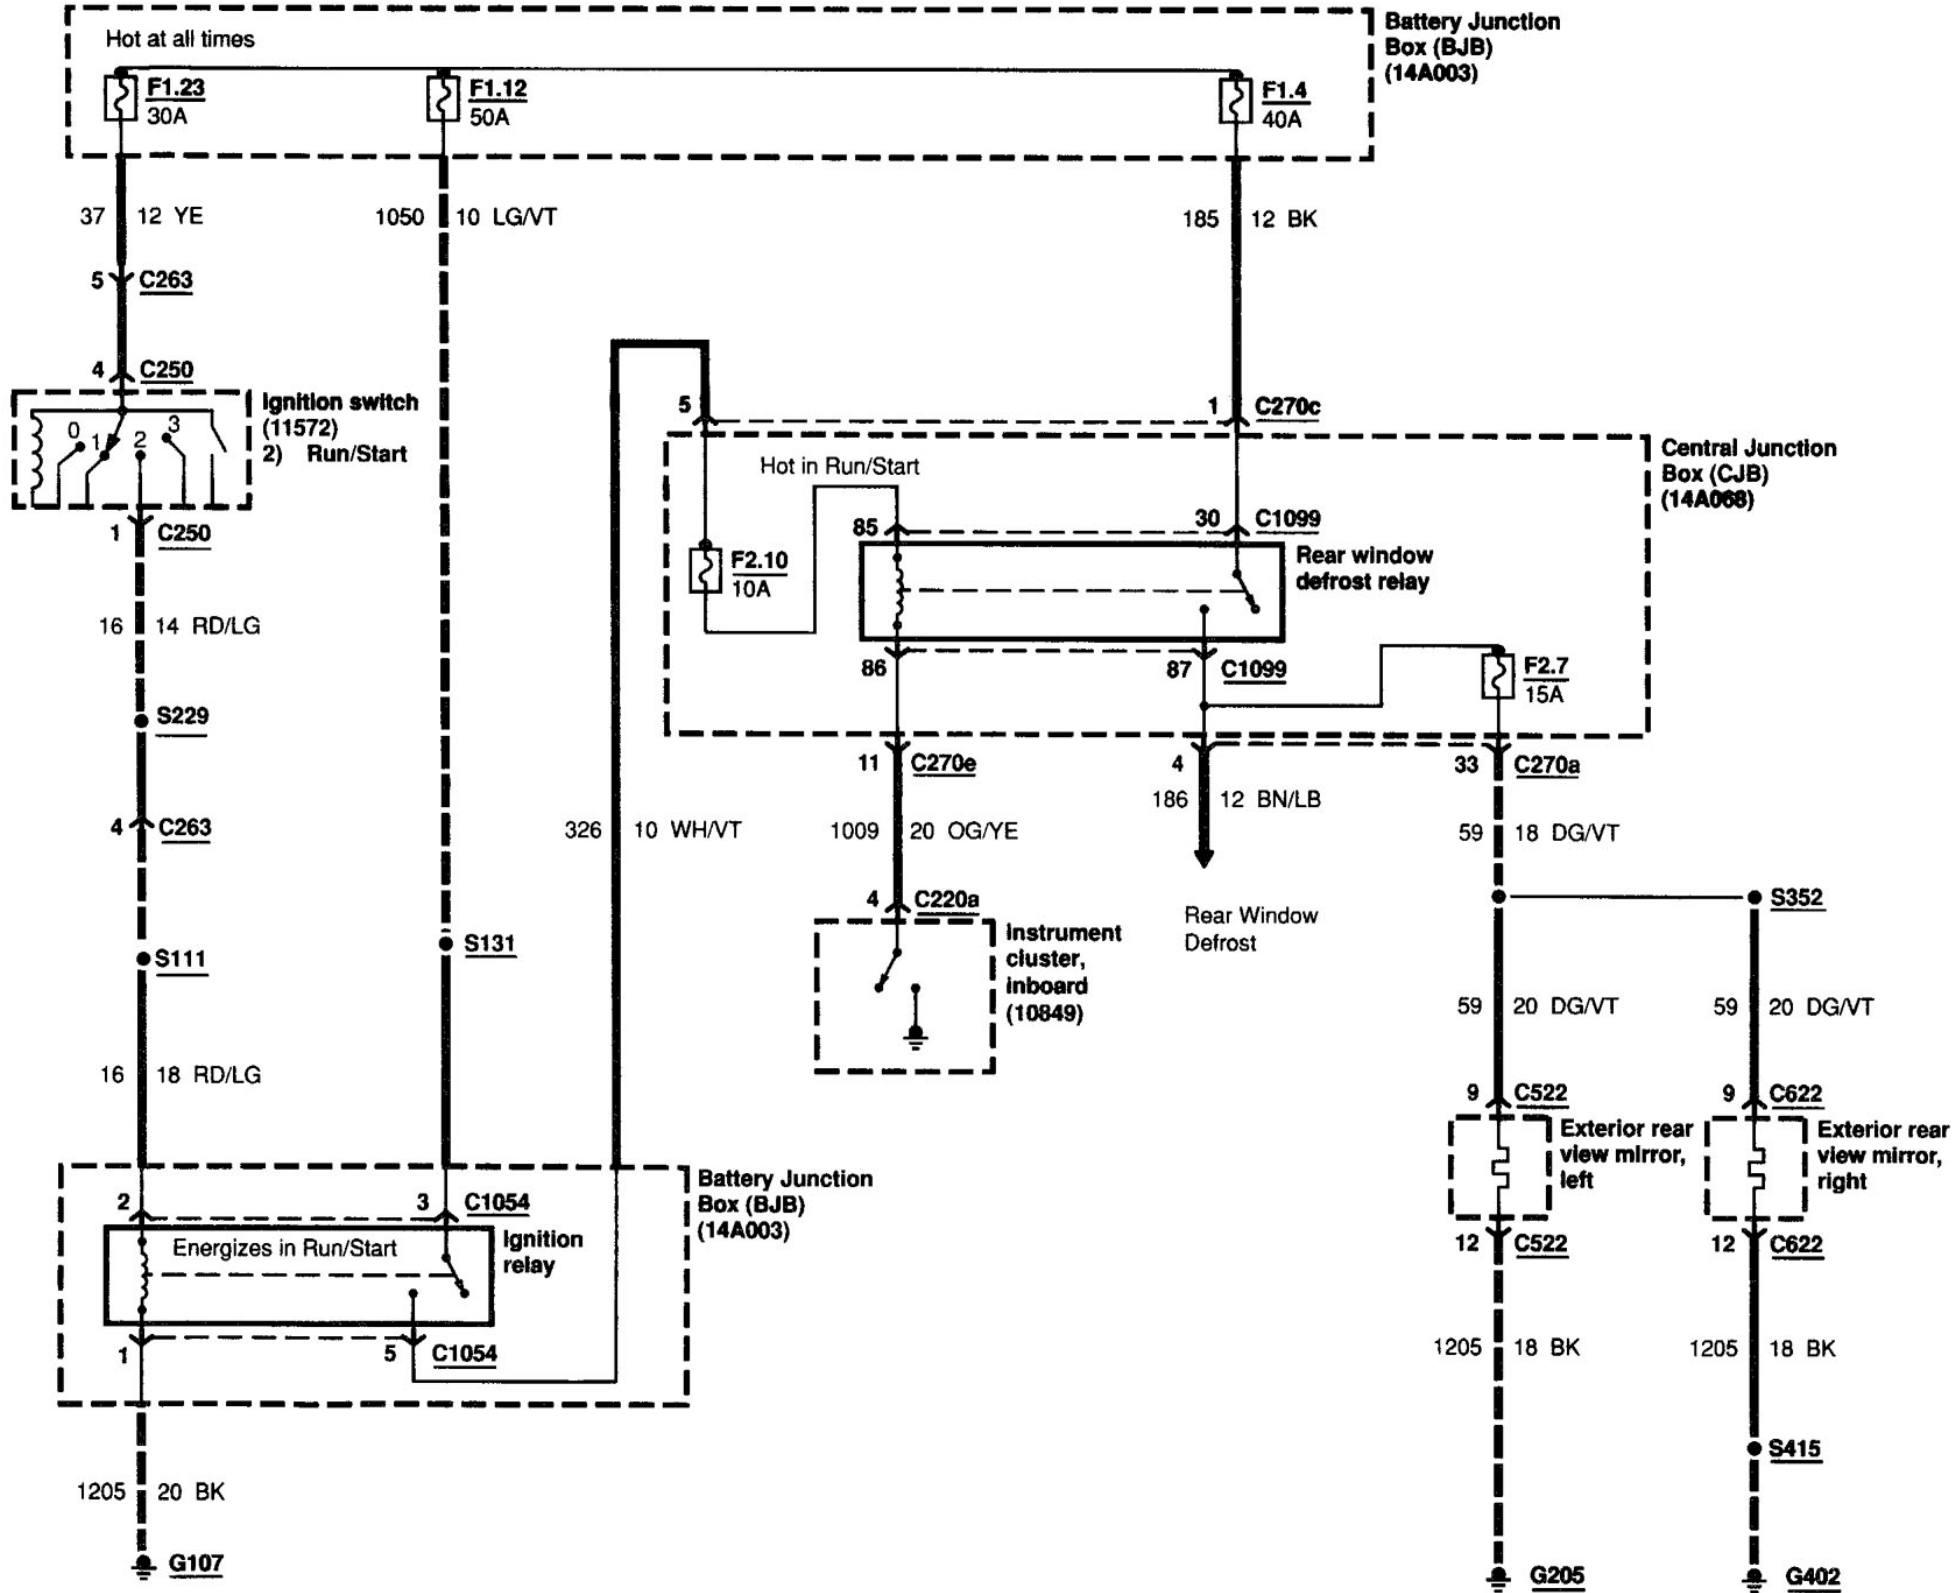 Hot at all times
F1.23
30A
F1.12
50A
F1.4
40A
Battery Junction
Box (BJB)
(14A003)
37 12 YE
1050 10 LG/VT
185 12 BK
5 C263
4 C250
Ignition switch
(11572)
2) Run/Start
0 1 2 3
1 C250
5
1 C270c
Hot in Run/Start
Central Junction
Box (CJB)
(14A068)
85
30 C1099
F2.10
10A
Rear window
defrost relay
86
87 C1099
F2.7
15A
16 14 RD/LG
S229
4 C263
11 C270e
4
33 C270a
186 12 BN/LB
326 10 WH/VT
1009 20 OG/YE
59 18 DG/VT
4 C220a
Instrument
cluster,
inboard
(10849)
Rear Window
Defrost
S352
S111
S131
59 20 DG/VT
59 20 DG/VT
16 18 RD/LG
9 C522
9 C622
Exterior rear
view mirror,
left
Exterior rear
view mirror,
right
12 C522
12 C622
Battery Junction
Box (BJB)
(14A003)
2
3 C1054
Energizes in Run/Start
Ignition
relay
1
5 C1054
1205 18 BK
1205 18 BK
S415
1205 20 BK
G107
G205
G402